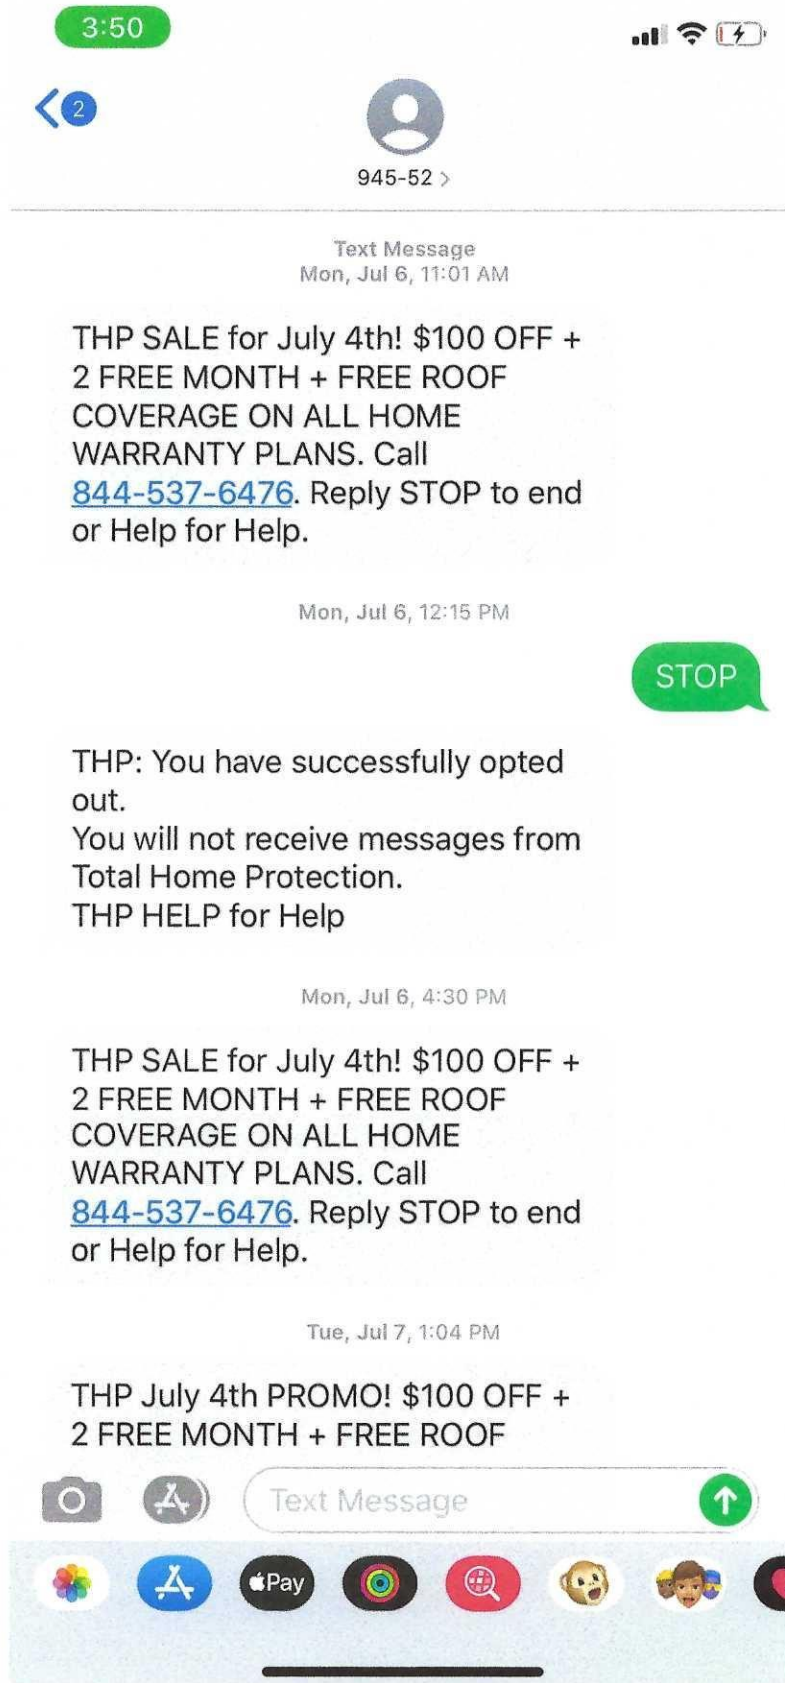 3:50
2
945-52 >
Text Message
Mon, Jul 6, 11:01 AM
THP SALE for July 4th! $100 OFF +
2 FREE MONTH + FREE ROOF
COVERAGE ON ALL HOME
WARRANTY PLANS. Call
844-537-6476. Reply STOP to end
or Help for Help.
Mon, Jul 6, 12:15 PM
STOP
THP: You have successfully opted
out.
You will not receive messages from
Total Home Protection.
THP HELP for Help
Mon, Jul 6, 4:30 PM
THP SALE for July 4th! $100 OFF +
2 FREE MONTH + FREE ROOF
COVERAGE ON ALL HOME
WARRANTY PLANS. Call
844-537-6476. Reply STOP to end
or Help for Help.
Tue, Jul 7, 1:04 PM
THP July 4th PROMO! $100 OFF +
2 FREE MONTH + FREE ROOF
Text Message
Pay